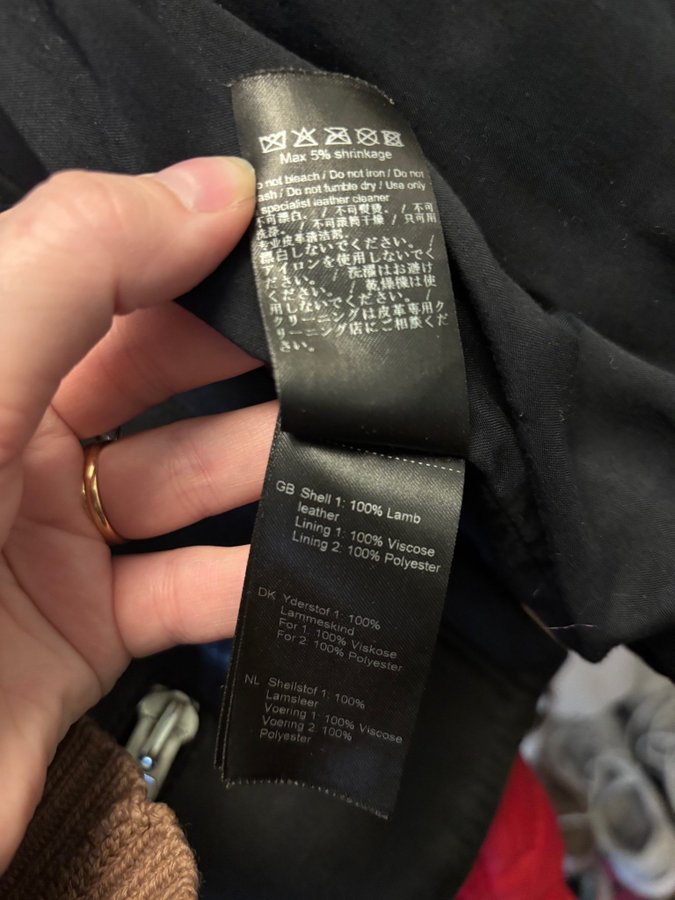 Max 5% shrinkage
o not bleach / Do not iron / Do not
ash / Do not tumble dry / Use only
specialist leather cleaner
不可漂白。 / 不可熨烫。 / 不可
洗涤。 / 不可滚筒干燥 / 只可用
专业皮革清洁剂。
漂白しないでください。 /
アイロンを使用しないでく
ださい。 / 洗濯はお避け
ください。 / 乾燥機は使
用しないでください。 / ク
リーニングは皮革専用ク
リーニング店にご相談くだ
さい。
GB Shell 1: 100% Lamb
leather
Lining 1: 100% Viscose
Lining 2: 100% Polyester
DK Yderstof 1: 100%
Lammeskind
For 1: 100% Viskose
For 2: 100% Polyester
NL Shellstof 1: 100%
Lamsleer
Voering 1: 100% Viscose
Voering 2: 100%
Polyester